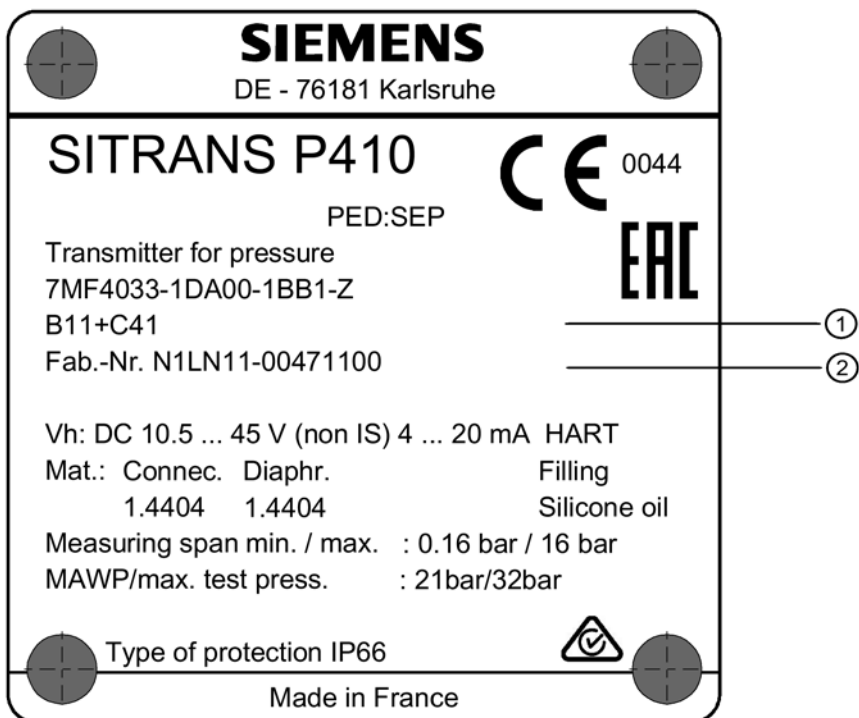 SIEMENS
DE - 76181 Karlsruhe
SITRANS P410
CE 0044
PED:SEP
EAC
Transmitter for pressure
7MF4033-1DA00-1BB1-Z
B11+C41 ①
Fab.-Nr. N1LN11-00471100 ②
Vh: DC 10.5 ... 45 V (non IS) 4 ... 20 mA HART
Mat.: Connec. Diaphr. Filling
1.4404 1.4404 Silicone oil
Measuring span min. / max. : 0.16 bar / 16 bar
MAWP/max. test press. : 21bar/32bar
Type of protection IP66
Made in France